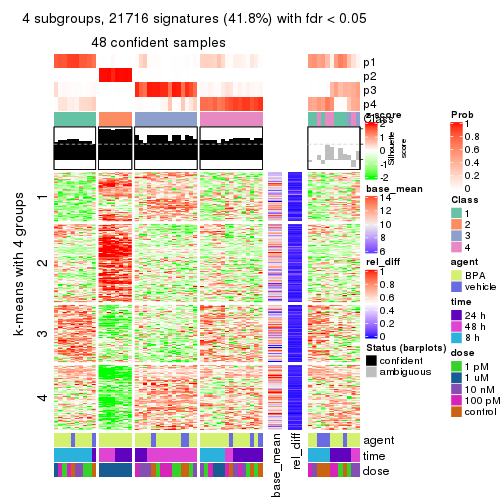 4 subgroups, 21716 signatures (41.8%) with fdr < 0.05
48 confident samples
p1
p2
p3
p4
Class
Silhouette
score
k-means with 4 groups
1
2
3
4
agent
time
dose
base_mean
rel_diff
z-score
2
1
0
-1
-2
base_mean
14
12
10
8
6
rel_diff
1
0.8
0.6
0.4
0.2
0
Status (barplots)
confident
ambiguous
Prob
1
0.8
0.6
0.4
0.2
0
Class
1
2
3
4
agent
BPA
vehicle
time
24 h
48 h
8 h
dose
1 pM
1 uM
10 nM
100 pM
control